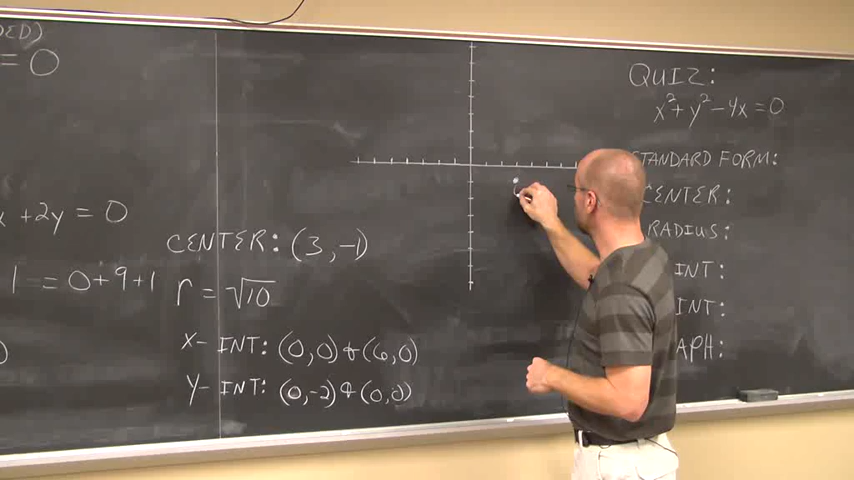 DED)
= 0
x + 2y = 0
1 = 0 + 9 + 1
CENTER: (3, -1)
r = √10
X- INT: (0,0) + (6,0)
Y- INT: (0,-2) + (0,0)
QUIZ:
x² + y² - 4x = 0
STANDARD FORM:
CENTER:
RADIUS:
INT:
INT:
APH: